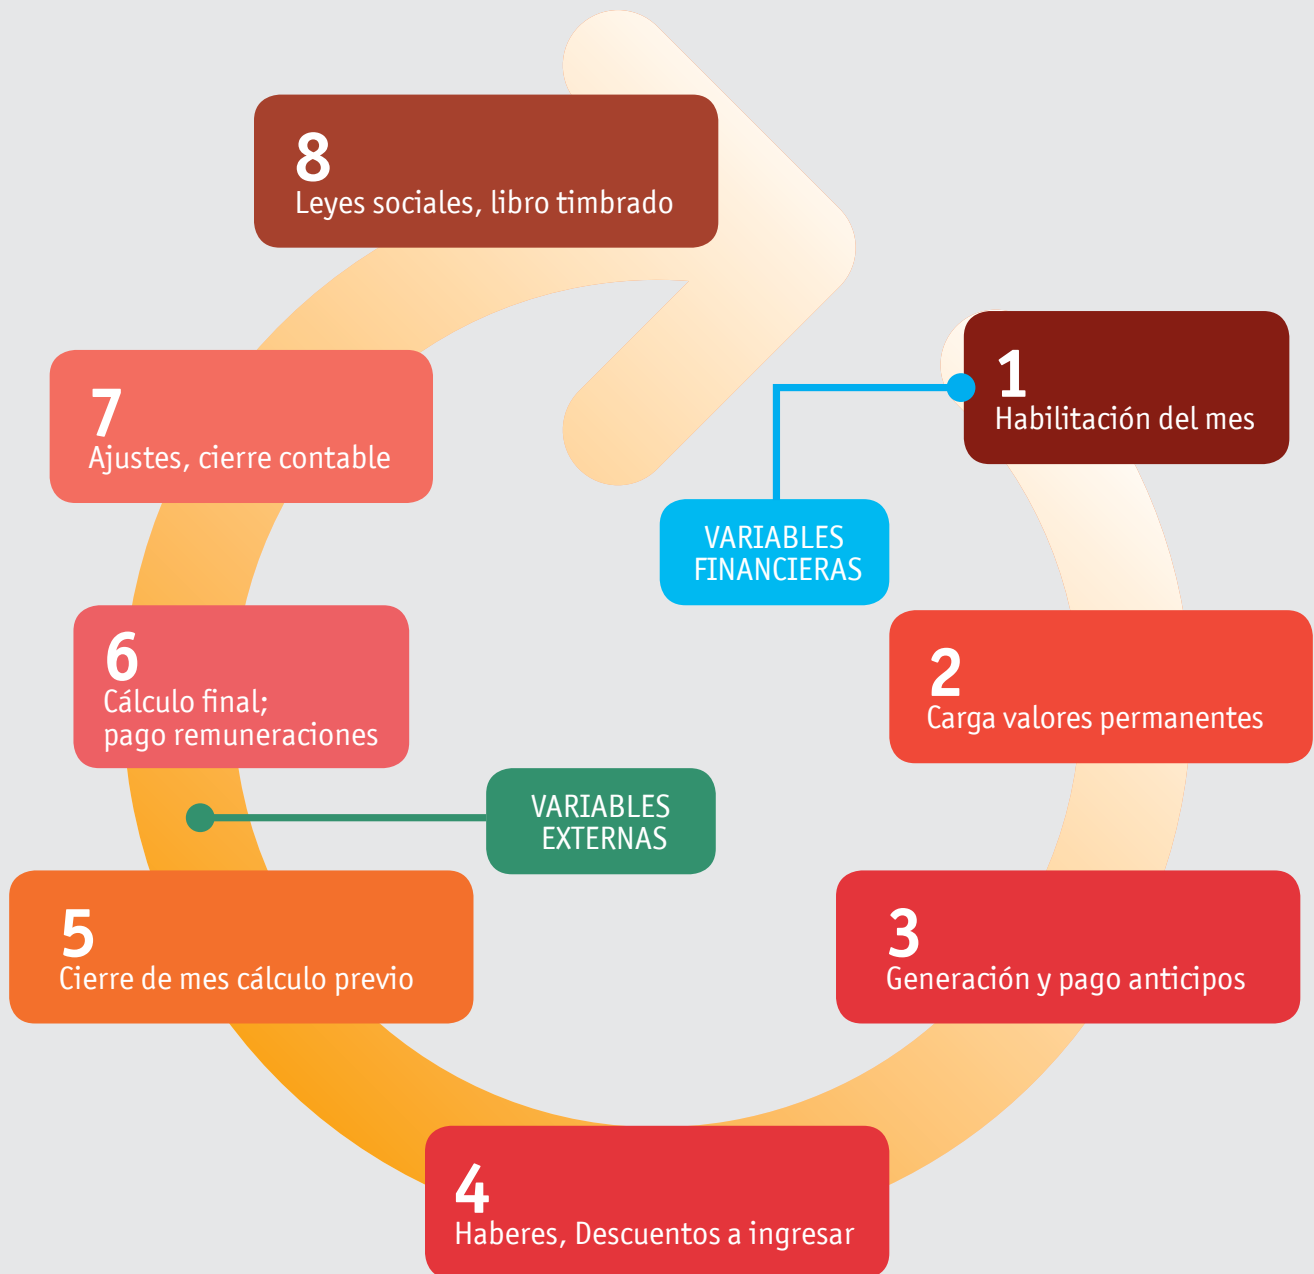 8
Leyes sociales, libro timbrado
1
Habilitación del mes
7
Ajustes, cierre contable
VARIABLES
FINANCIERAS
6
Cálculo final;
pago remuneraciones
2
Carga valores permanentes
VARIABLES
EXTERNAS
5
Cierre de mes cálculo previo
3
Generación y pago anticipos
4
Haberes, Descuentos a ingresar